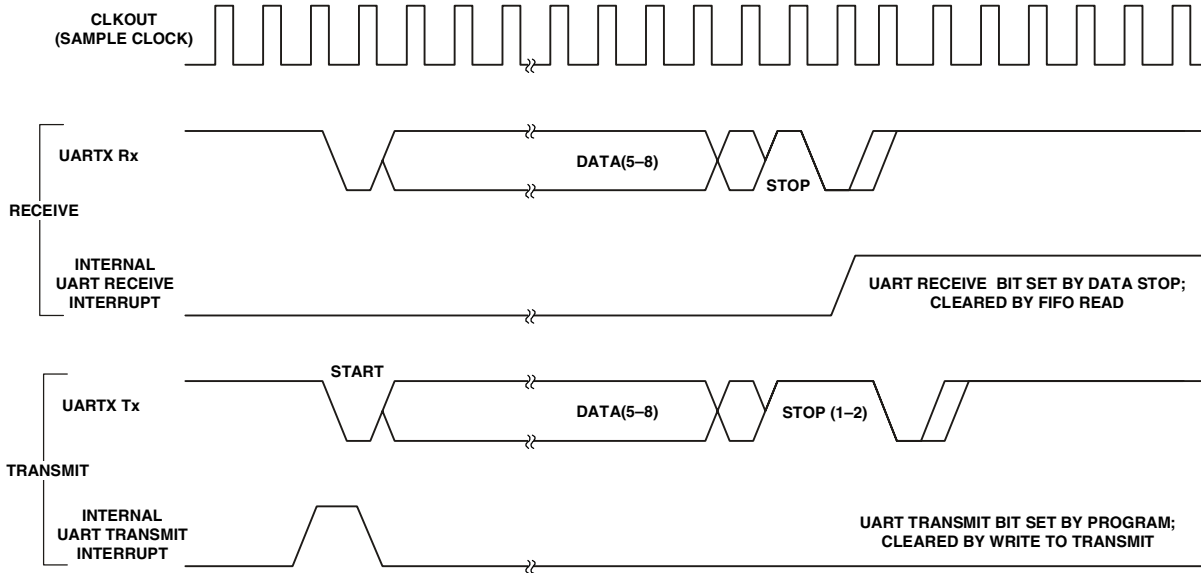 CLKOUT
(SAMPLE CLOCK)
UARTX Rx
DATA(5–8)
STOP
RECEIVE
INTERNAL
UART RECEIVE
INTERRUPT
UART RECEIVE BIT SET BY DATA STOP;
CLEARED BY FIFO READ
START
UARTX Tx
DATA(5–8)
STOP (1–2)
TRANSMIT
INTERNAL
UART TRANSMIT
INTERRUPT
UART TRANSMIT BIT SET BY PROGRAM;
CLEARED BY WRITE TO TRANSMIT